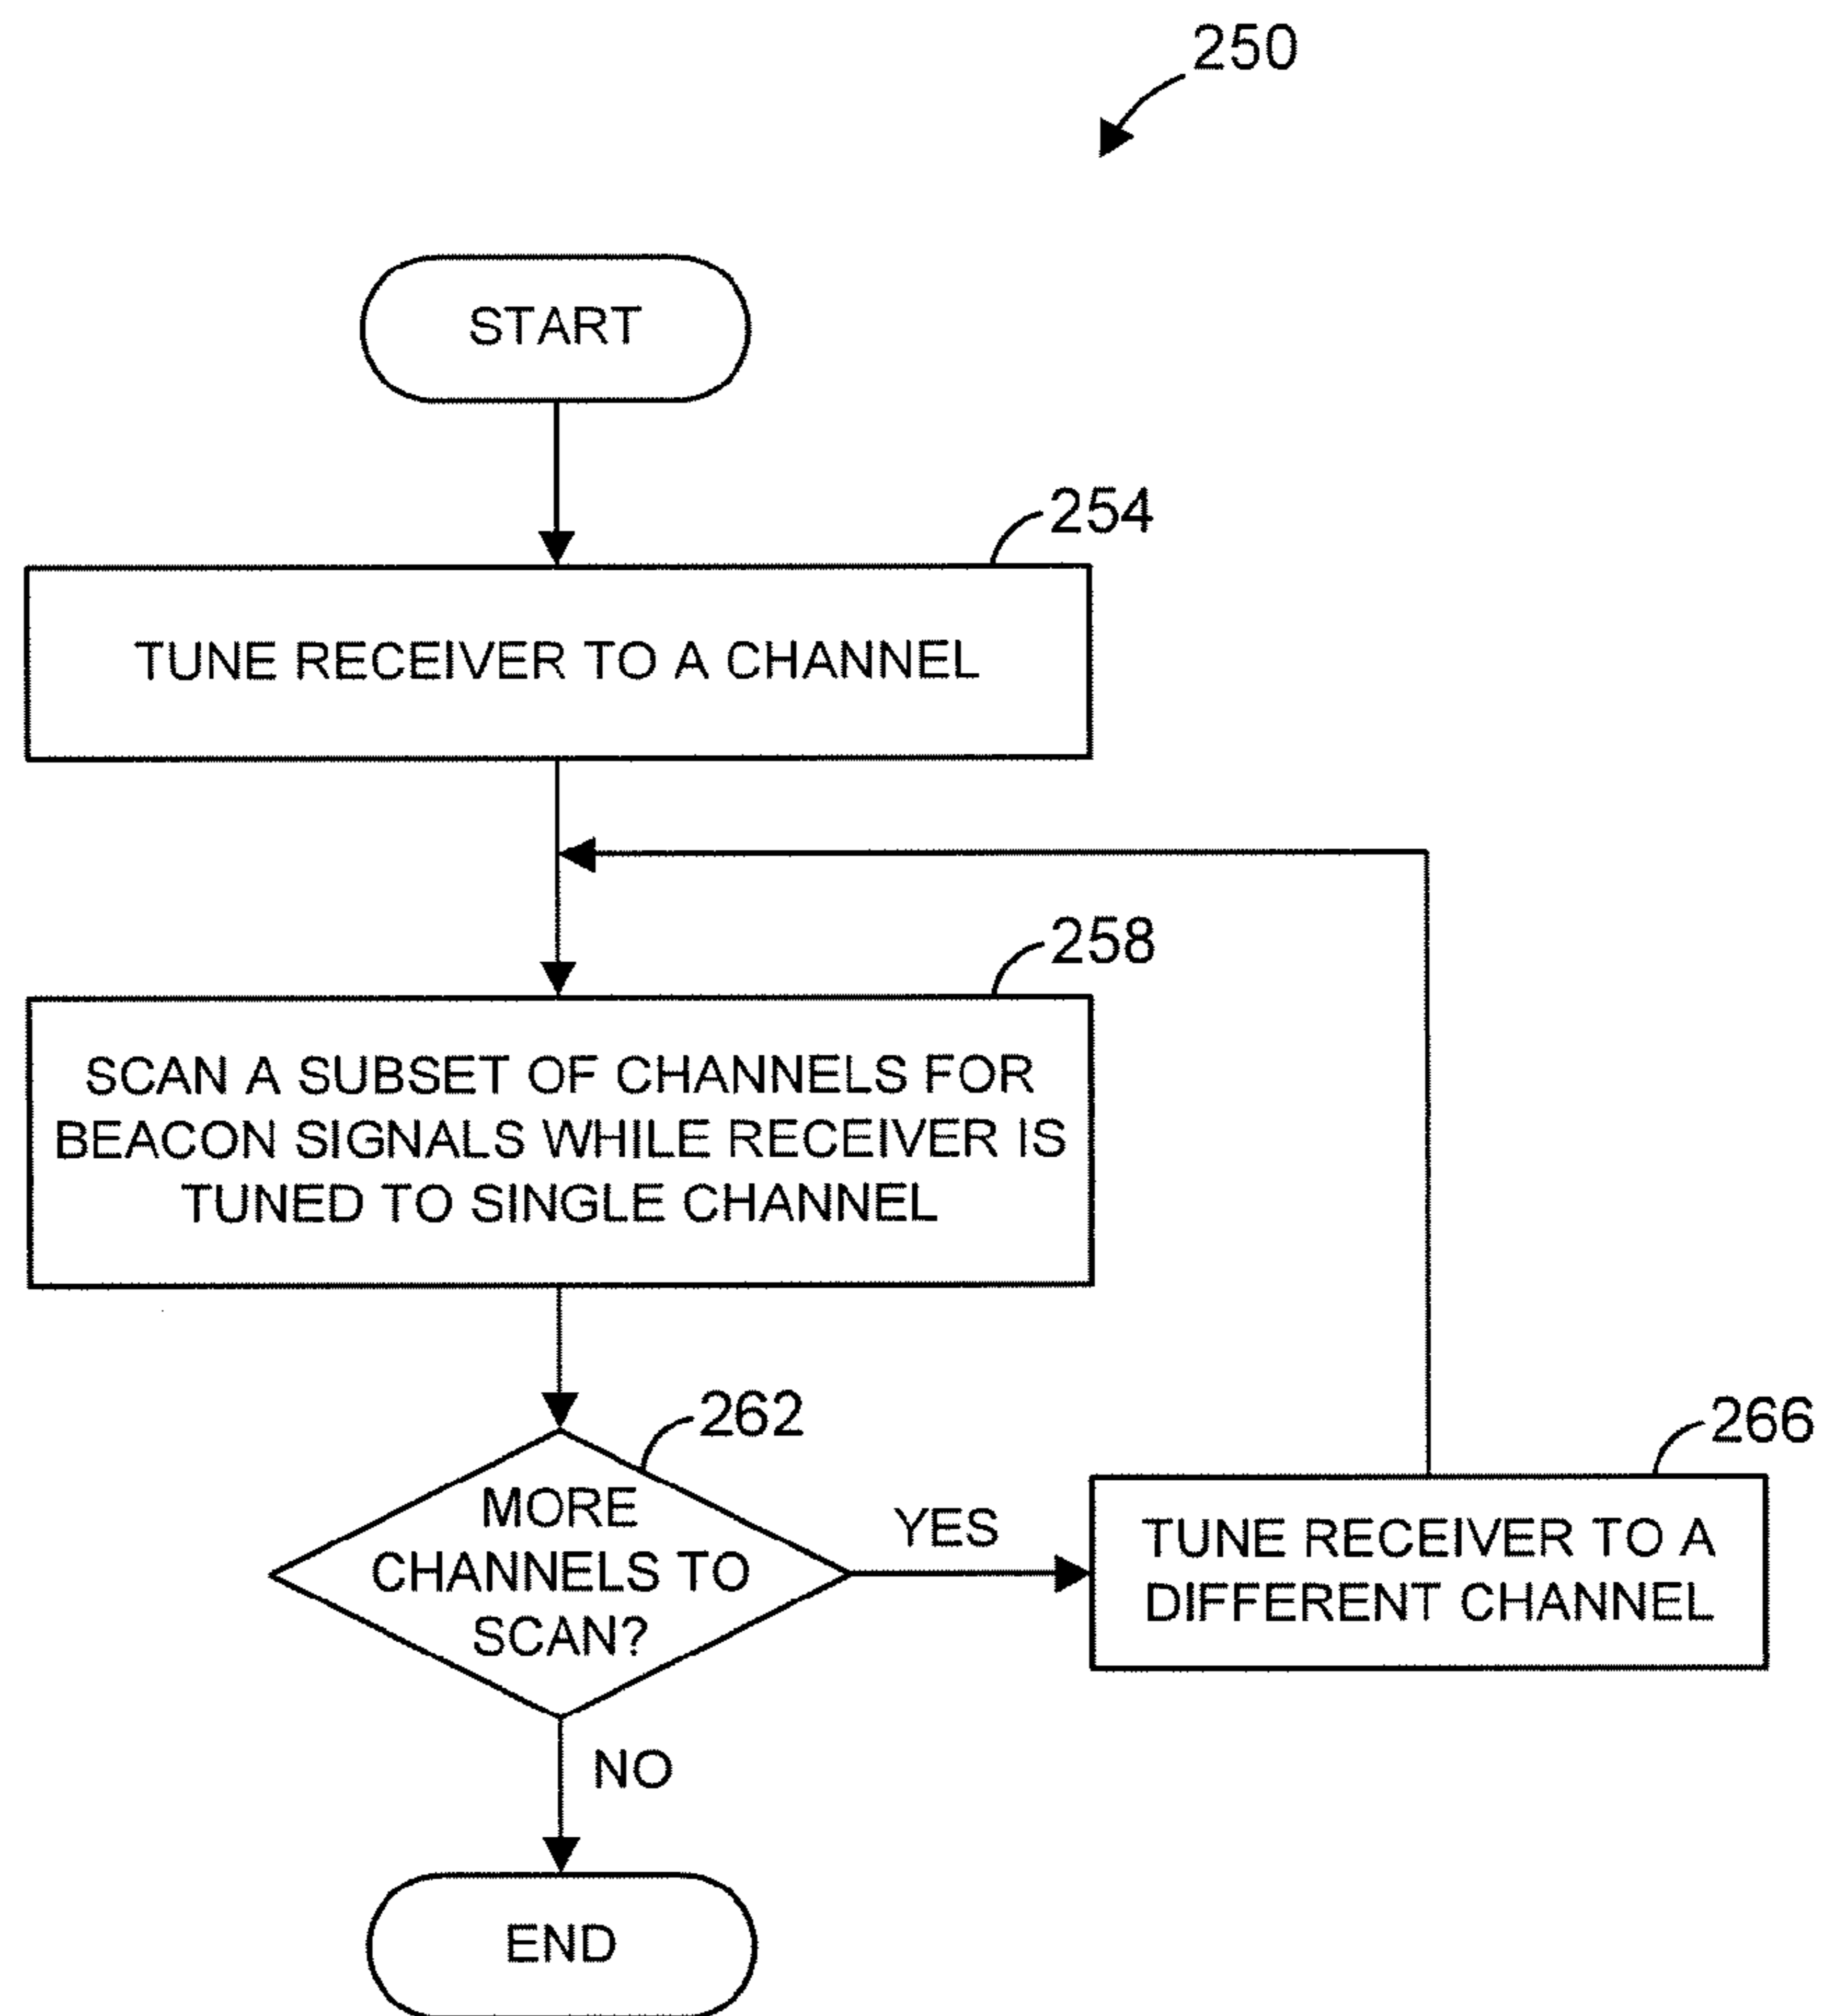 250
START
254
TUNE RECEIVER TO A CHANNEL
258
SCAN A SUBSET OF CHANNELS FOR
BEACON SIGNALS WHILE RECEIVER IS
TUNED TO SINGLE CHANNEL
262
MORE
CHANNELS TO
SCAN?
YES
266
TUNE RECEIVER TO A
DIFFERENT CHANNEL
NO
END